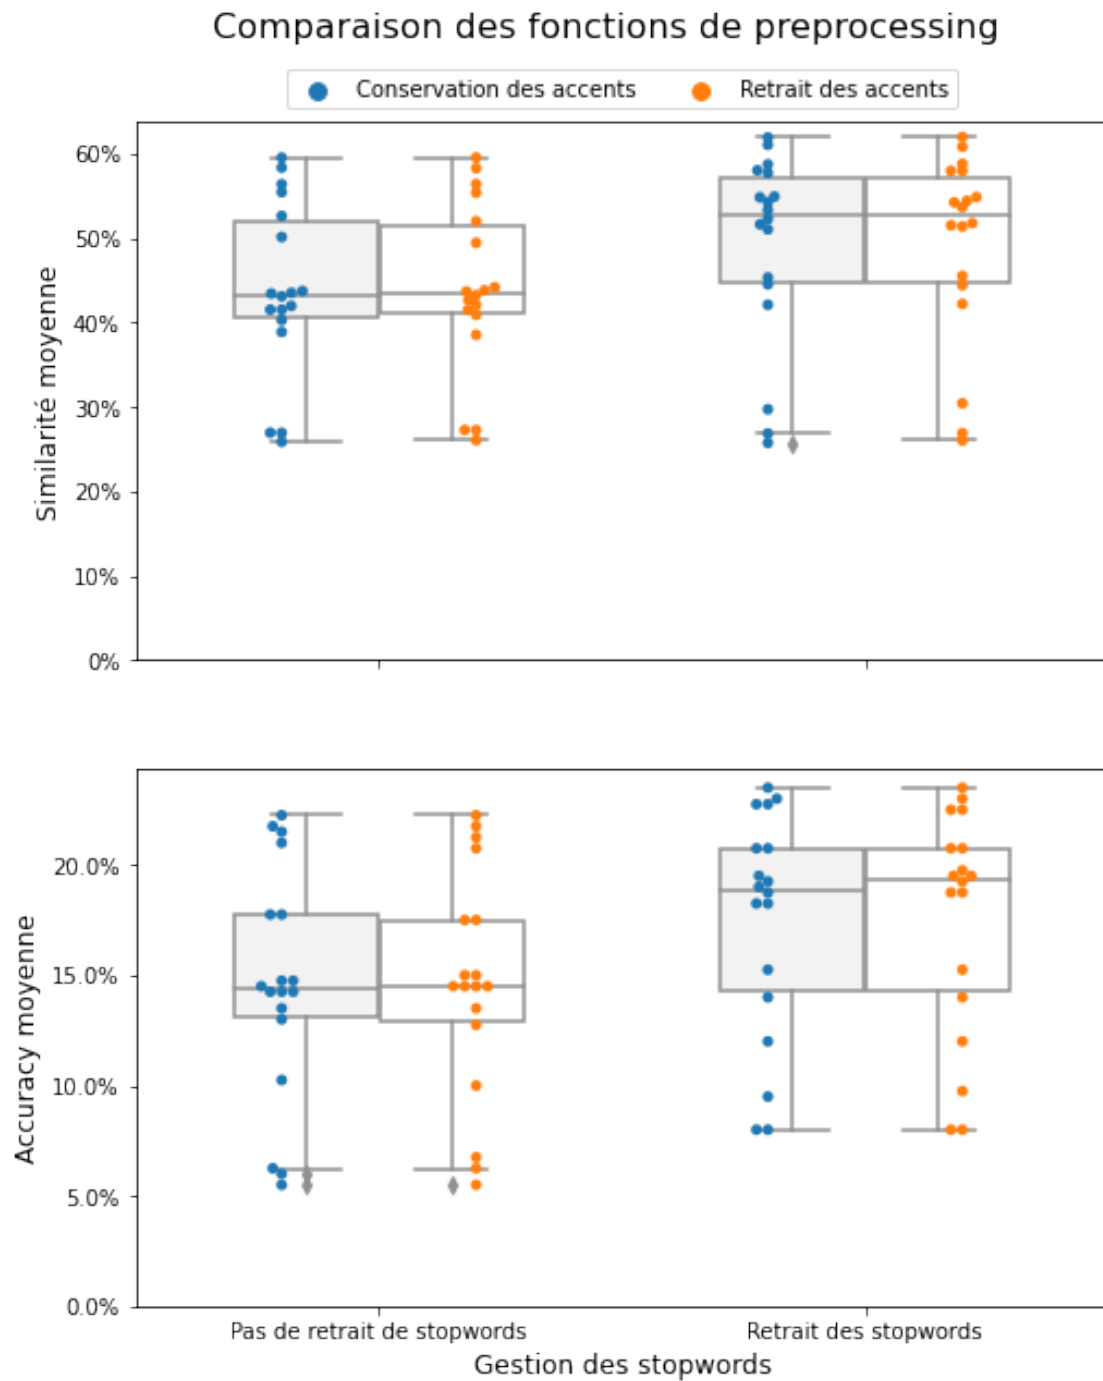 Comparaison des fonctions de preprocessing
Conservation des accents
Retrait des accents
60%
50%
40%
30%
20%
10%
0%
Similarité moyenne
20.0%
15.0%
10.0%
5.0%
0.0%
Accuracy moyenne
Pas de retrait de stopwords
Retrait des stopwords
Gestion des stopwords